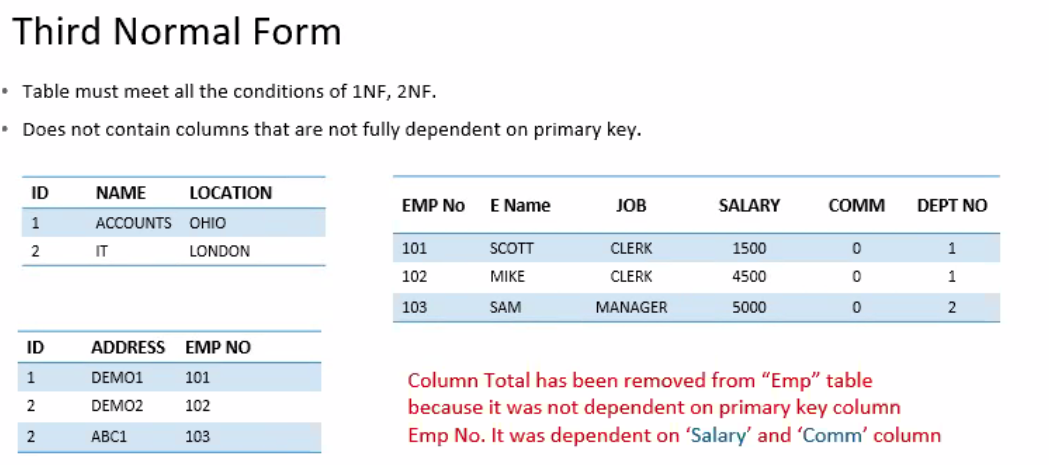 Third Normal Form
• Table must meet all the conditions of 1NF, 2NF.
• Does not contain columns that are not fully dependent on primary key.
ID NAME LOCATION
1 ACCOUNTS OHIO
2 IT LONDON
EMP No E Name JOB SALARY COMM DEPT NO
101 SCOTT CLERK 1500 0 1
102 MIKE CLERK 4500 0 1
103 SAM MANAGER 5000 0 2
ID ADDRESS EMP NO
1 DEMO1 101
2 DEMO2 102
2 ABC1 103
Column Total has been removed from “Emp” table
because it was not dependent on primary key column
Emp No. It was dependent on ‘Salary’ and ‘Comm’ column